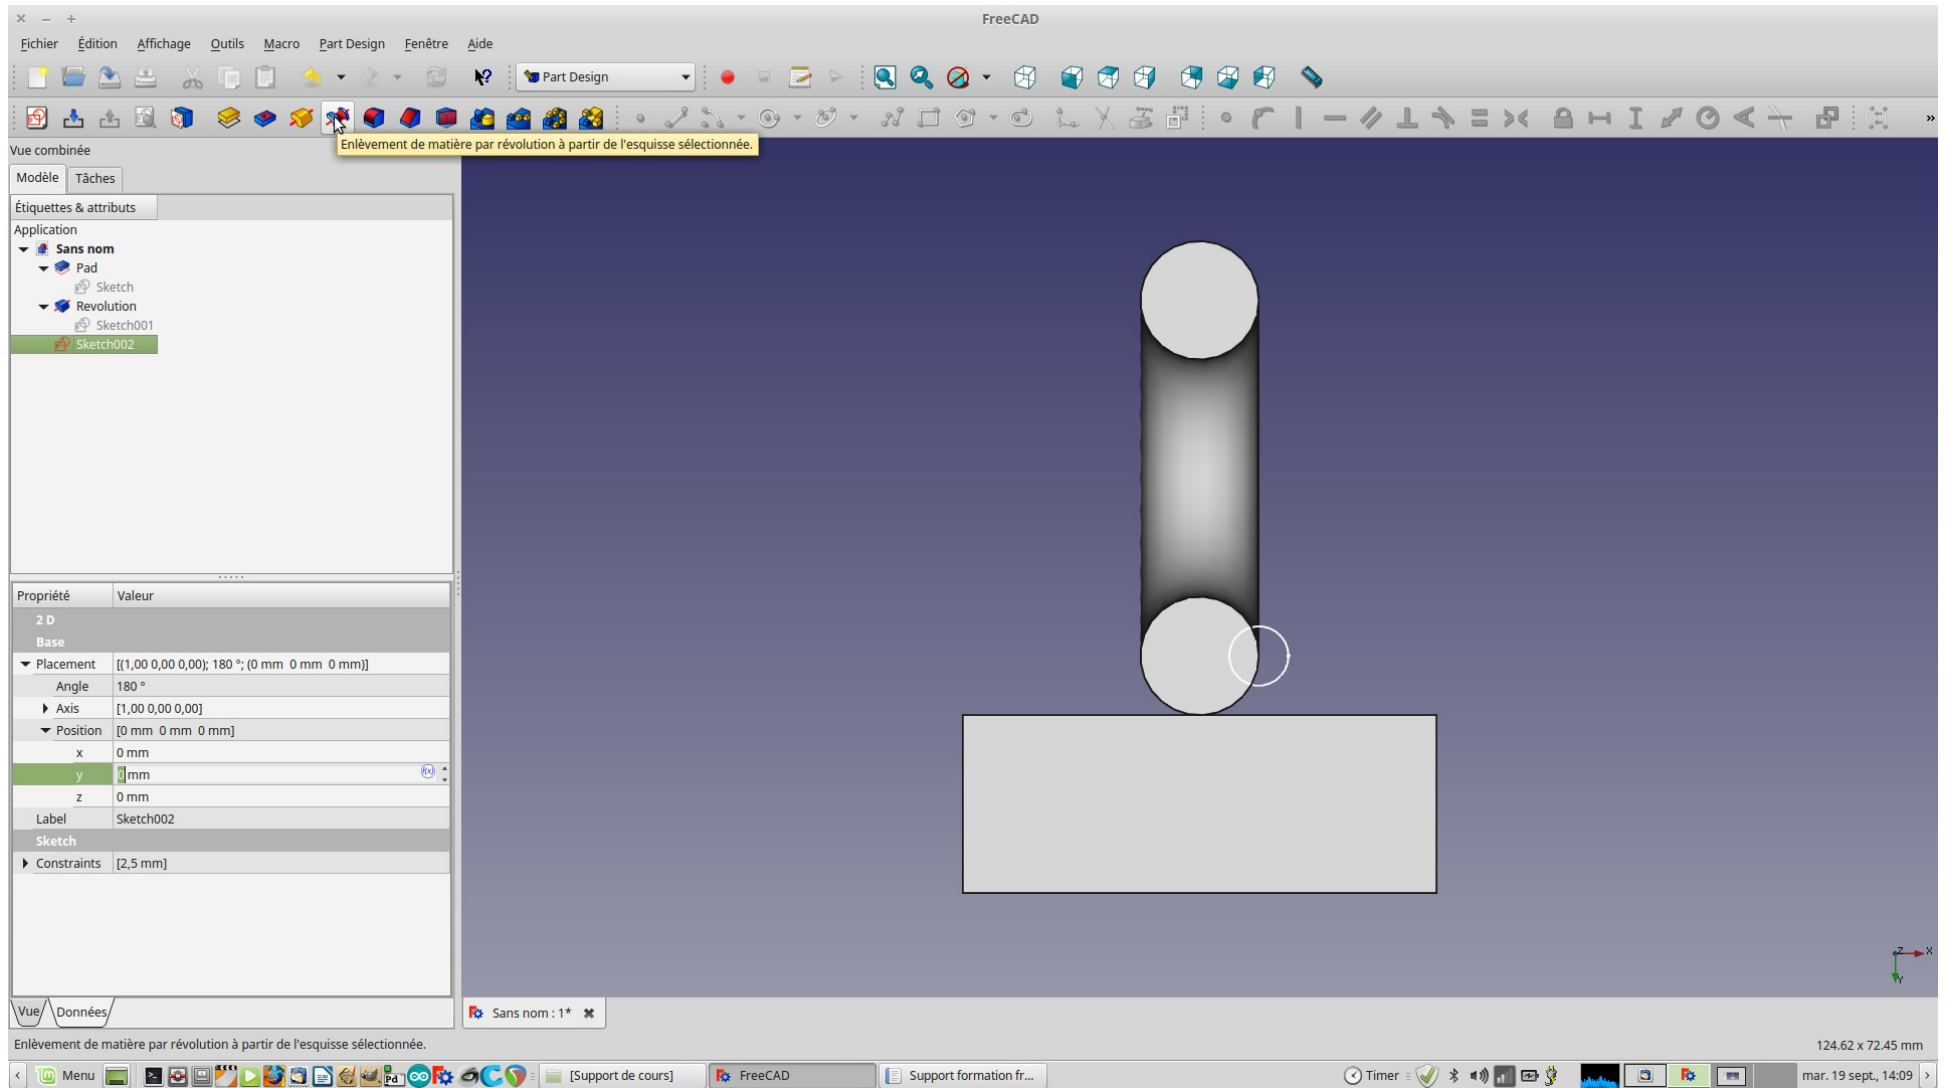 FreeCAD
Fichier Édition Affichage Outils Macro Part Design Fenêtre Aide
Part Design
Enlèvement de matière par révolution à partir de l'esquisse sélectionnée.
Vue combinée
Modèle Tâches
Étiquettes & attributs
Application
Sans nom
Pad
Sketch
Revolution
Sketch001
Sketch002
Propriété Valeur
2 D
Base
Placement [(1,00 0,00 0,00); 180 °; (0 mm 0 mm 0 mm)]
Angle 180 °
Axis [1,00 0,00 0,00]
Position [0 mm 0 mm 0 mm]
x 0 mm
y 0 mm
z 0 mm
Label Sketch002
Sketch
Constraints [2,5 mm]
Z X
Y
Vue Données
Sans nom : 1*
Enlèvement de matière par révolution à partir de l'esquisse sélectionnée.
124.62 x 72.45 mm
Menu Pd [Support de cours] FreeCAD Support formation fr... Timer mar. 19 sept., 14:09